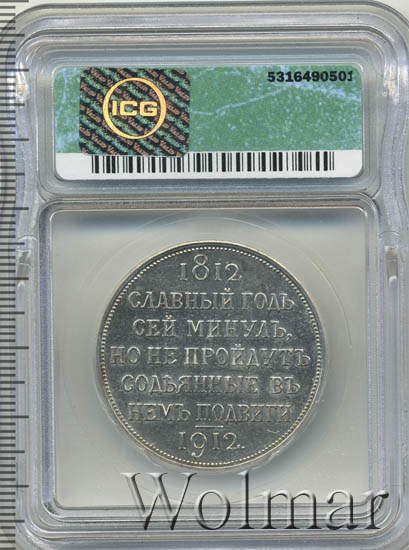 5316490501
ICG
1812
СЛАВНЫЙ ГОДЪ
СЕЙ МИНУЛЪ,
НО НЕ ПРОЙДУТЪ
СОДѢЯННЫЕ ВЪ
НЕМЪ ПОДВИГИ
1912.
Wolmar